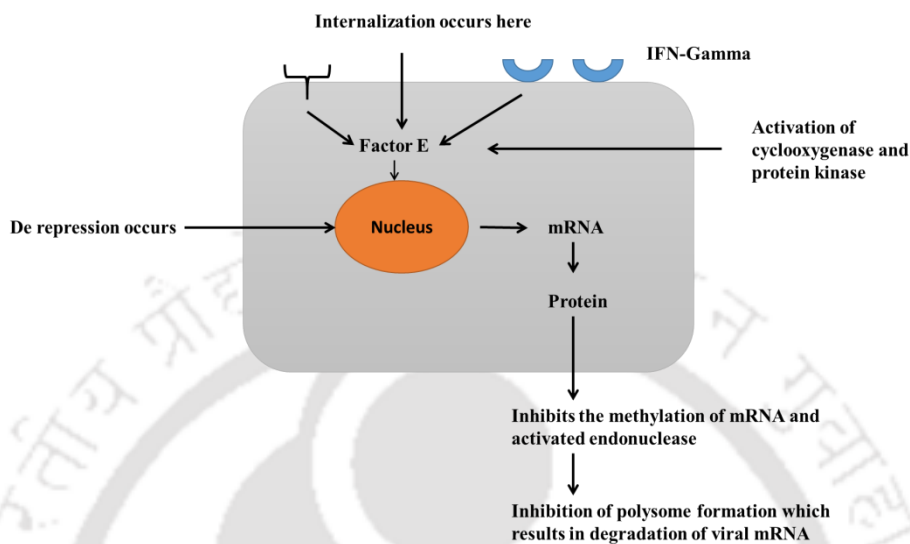 Internalization occurs here
IFN-Gamma
Factor E
Activation of
cyclooxygenase and
protein kinase
De repression occurs
Nucleus
mRNA
Protein
Inhibits the methylation of mRNA and
activated endonuclease
Inhibition of polysome formation which
results in degradation of viral mRNA